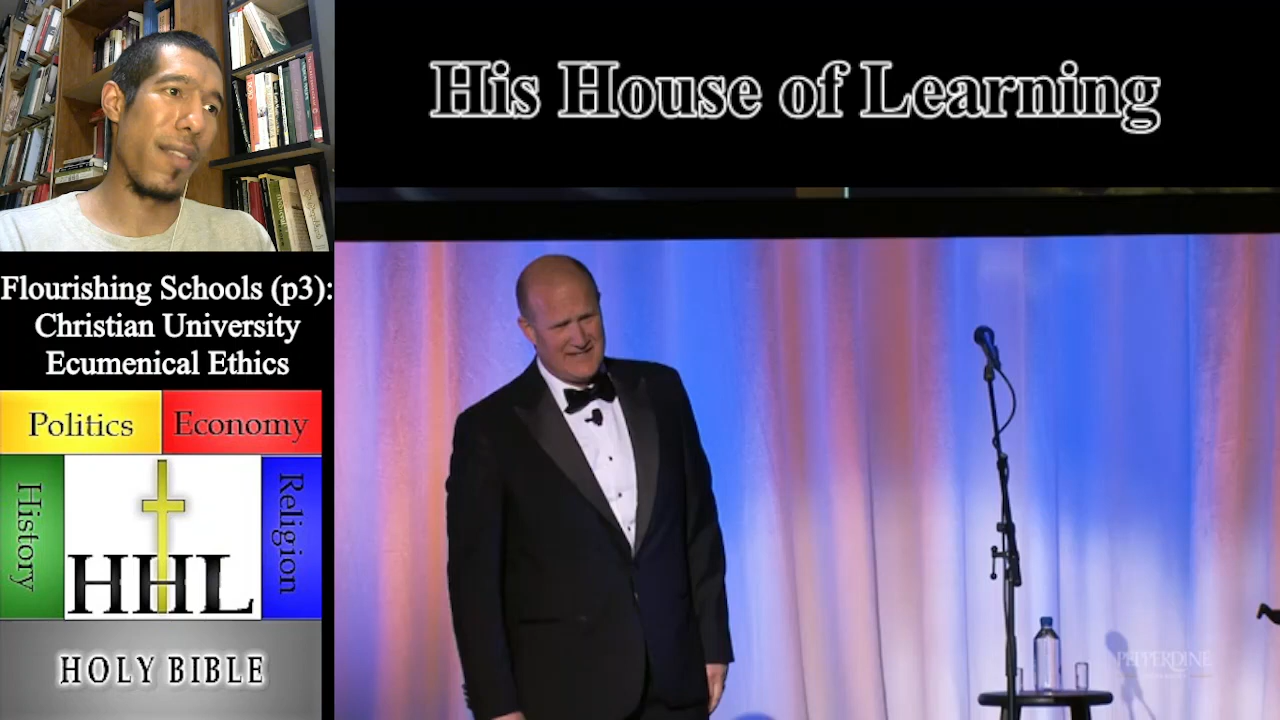 His House of Learning
Flourishing Schools (p3):
Christian University
Ecumenical Ethics
Politics
Economy
History
Religion
HHL
HOLY BIBLE
PEPPERDINE